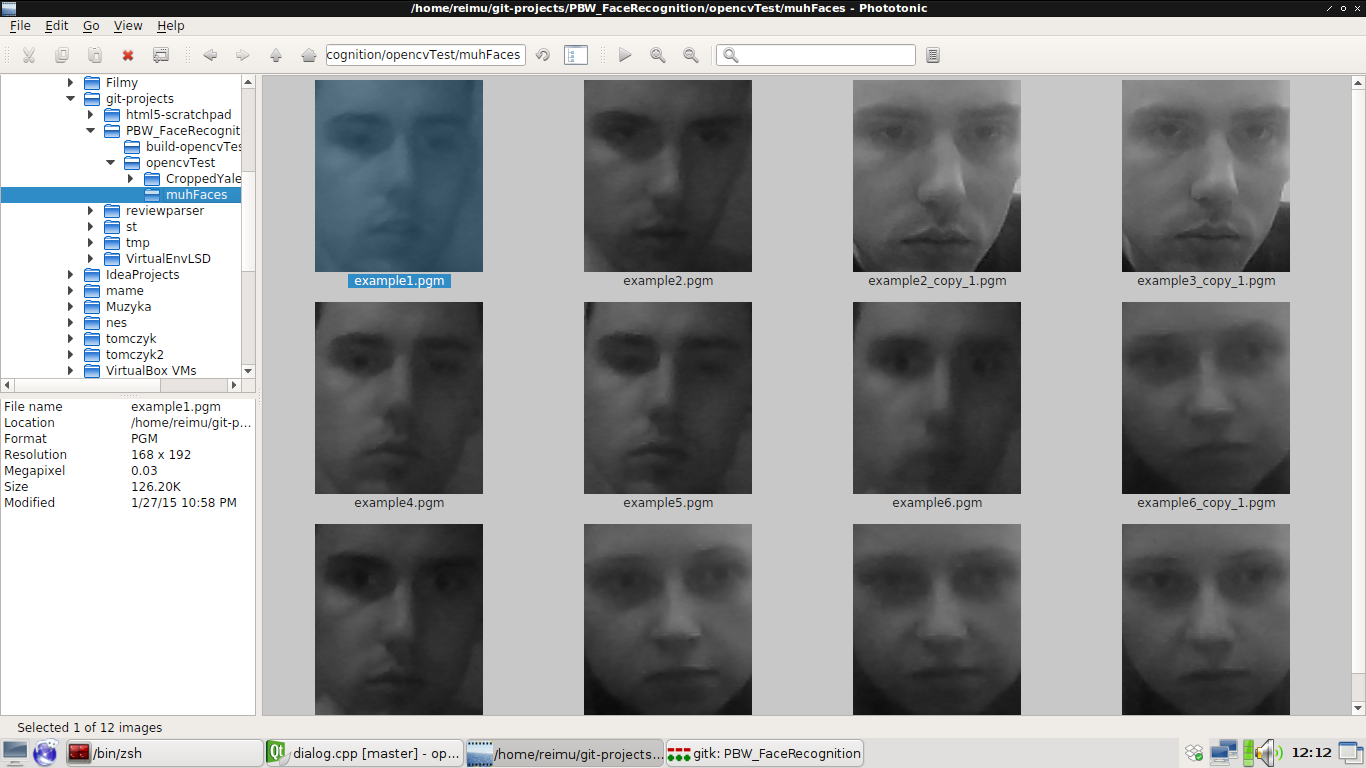 /home/reimu/git-projects/PBW_FaceRecognition/opencvTest/muhFaces - Phototonic
File Edit Go View Help
cognition/opencvTest/muhFaces
Filmy
git-projects
html5-scratchpad
PBW_FaceRecognit
build-opencvTes
opencvTest
CroppedYale
muhFaces
reviewparser
st
tmp
VirtualEnvLSD
IdeaProjects
mame
Muzyka
nes
tomczyk
tomczyk2
VirtualBox VMs
File name example1.pgm
Location /home/reimu/git-p...
Format PGM
Resolution 168 x 192
Megapixel 0.03
Size 126.20K
Modified 1/27/15 10:58 PM
example1.pgm example2.pgm example2_copy_1.pgm example3_copy_1.pgm
example4.pgm example5.pgm example6.pgm example6_copy_1.pgm
Selected 1 of 12 images
/bin/zsh dialog.cpp [master] - op... /home/reimu/git-projects... gitk: PBW_FaceRecognition 12:12